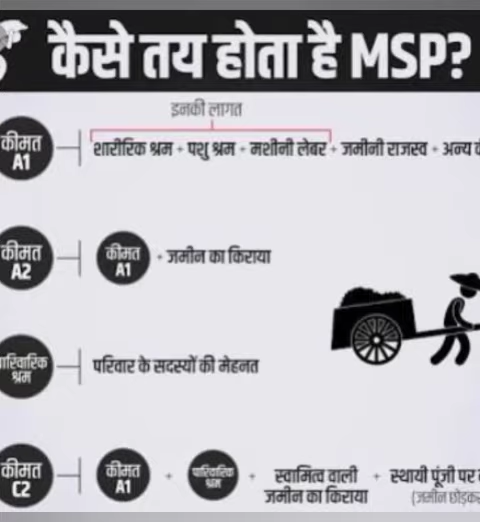 कैसे तय होता है MSP?
इनकी लागत
कीमत
A1
शारीरिक श्रम + पशु श्रम + मशीनी लेबर + जमीनी राजस्व + अन्य
कीमत
A2
कीमत
A1
+ जमीन का किराया
पारिवारिक
श्रम
परिवार के सदस्यों की मेहनत
कीमत
C2
कीमत
A1
+
पारिवारिक
श्रम
+
स्वामित्व वाली
जमीन का किराया
+
स्थायी पूंजी पर
(जमीन छोड़कर